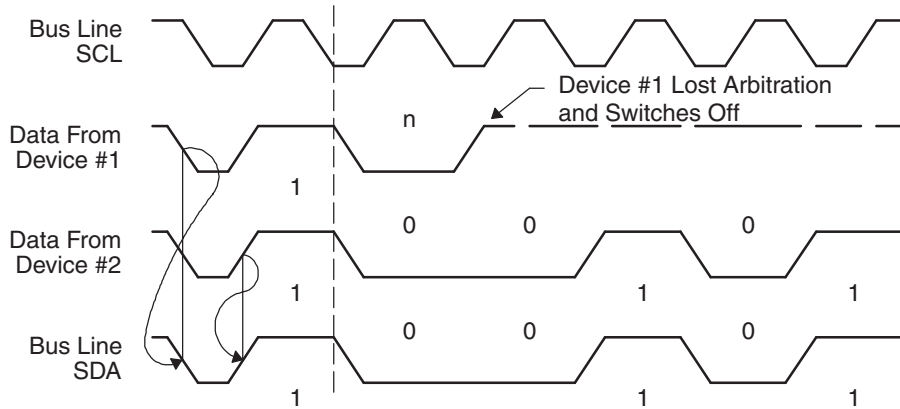 Bus Line
SCL
Device #1 Lost Arbitration
and Switches Off
n
Data From
Device #1
1
0 0 0
Data From
Device #2
1 1 1
0 0 0
Bus Line
SDA
1 1 1